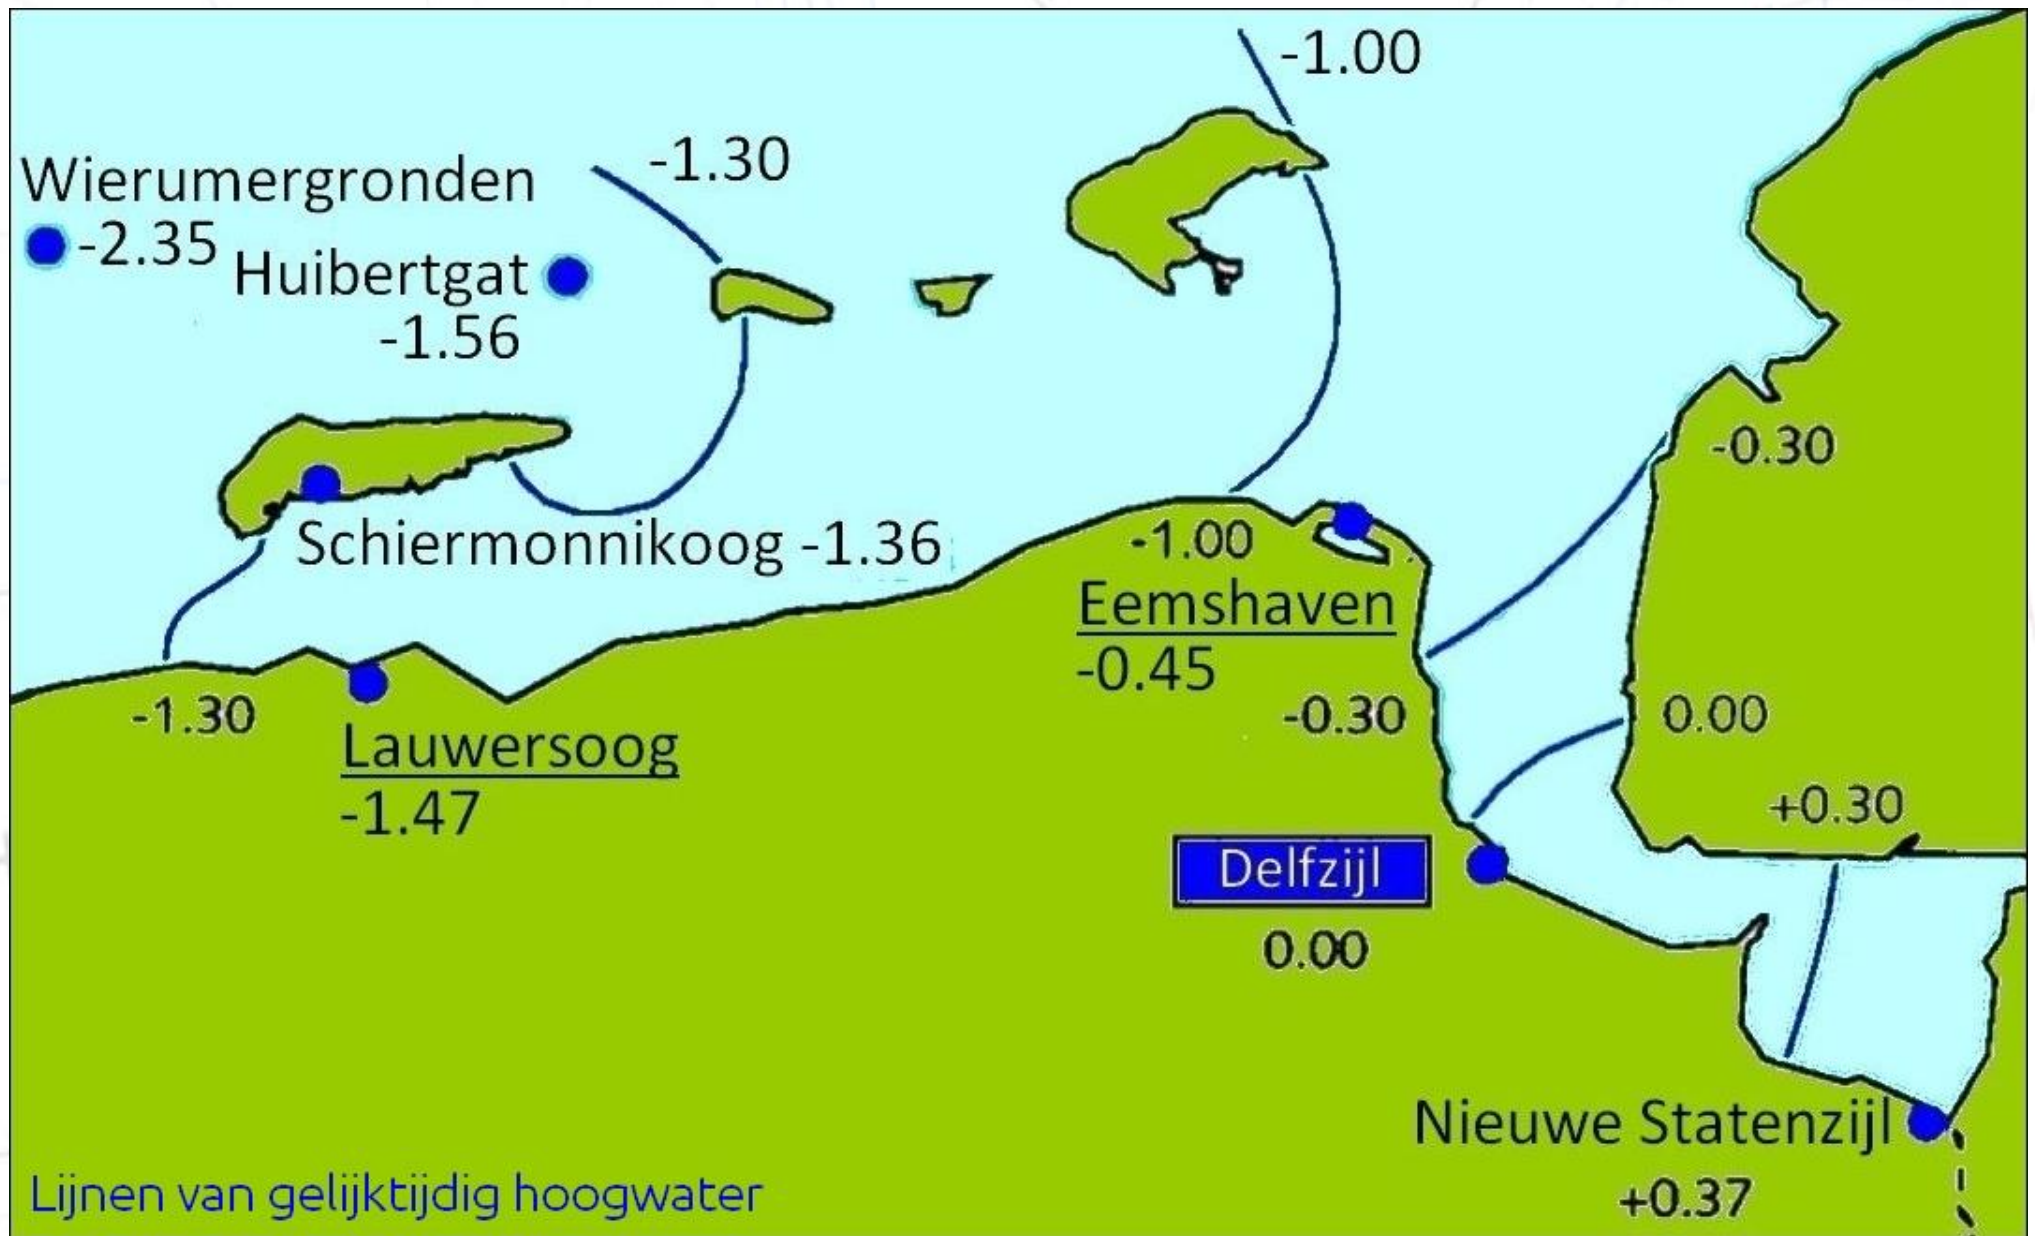 -1.00
-1.30
Wierumergronden
-2.35
Huibertgat
-1.56
-0.30
Schiermonnikoog -1.36
-1.00
Eemshaven
-0.45
-1.30
-0.30
0.00
Lauwersoog
-1.47
+0.30
Delfzijl
0.00
Nieuwe Statenzijl
+0.37
Lijnen van gelijktijdig hoogwater